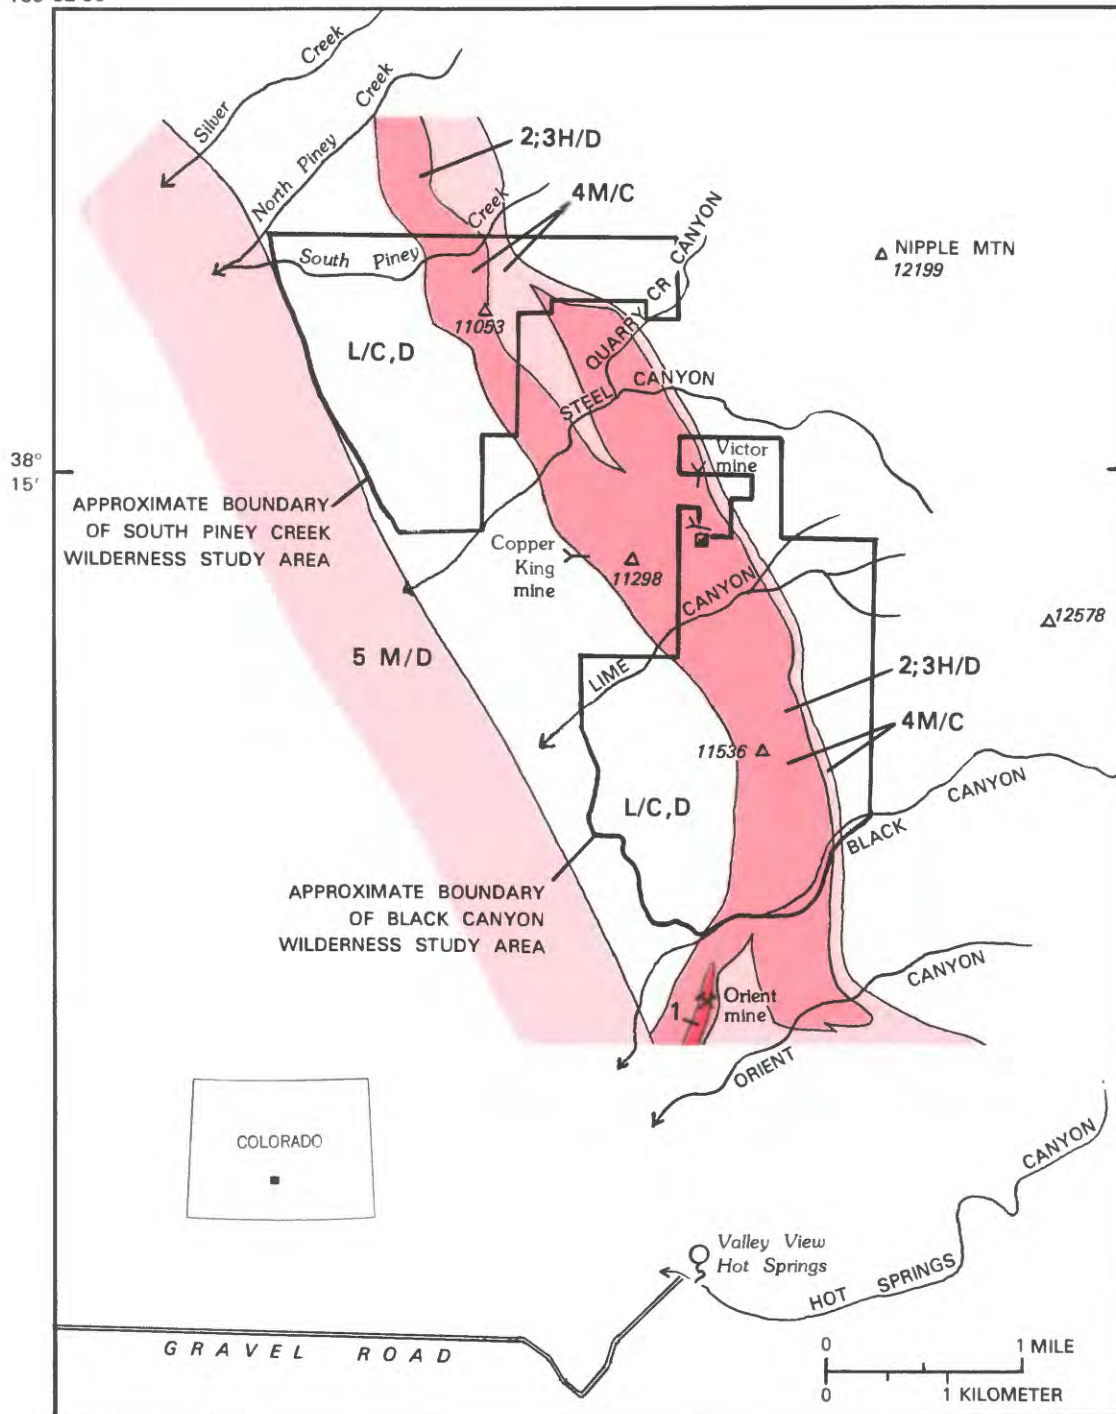 Silver Creek
North Piney Creek
2;3H/D
4M/C
South Piney Creek
QUARRY CR CANYON
NIPPLE MTN
12199
11053
L/C,D
STEEL CANYON
38°
15'
Victor
mine
APPROXIMATE BOUNDARY
OF SOUTH PINEY CREEK
WILDERNESS STUDY AREA
Copper
King
mine
11298
LIME CANYON
12578
5 M/D
2;3H/D
4M/C
11536
L/C,D
BLACK CANYON
APPROXIMATE BOUNDARY
OF BLACK CANYON
WILDERNESS STUDY AREA
1
Orient
mine
ORIENT CANYON
COLORADO
Valley View
Hot Springs
HOT SPRINGS CANYON
GRAVEL ROAD
0 1 MILE
0 1 KILOMETER